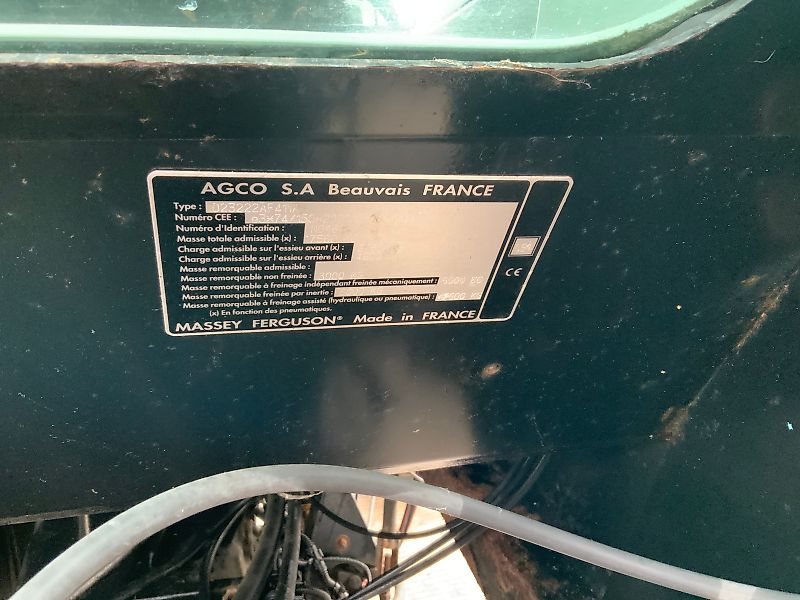 AGCO S.A Beauvais FRANCE
Type :
Numéro CEE :
Numéro d'Identification :
Masse totale admissible (x) :
Charge admissible sur l'essieu avant (x) :
Charge admissible sur l'essieu arrière (x) :
Masse remorquable admissible :
Masse remorquable non freinée : 3000
Masse remorquable à freinage indépendant freinée mécaniquement :
Masse remorquable freinée par inertie :
Masse remorquable à freinage assisté (hydraulique ou pneumatique) :
(x) En fonction des pneumatiques.
MASSEY FERGUSON® Made in FRANCE
CE